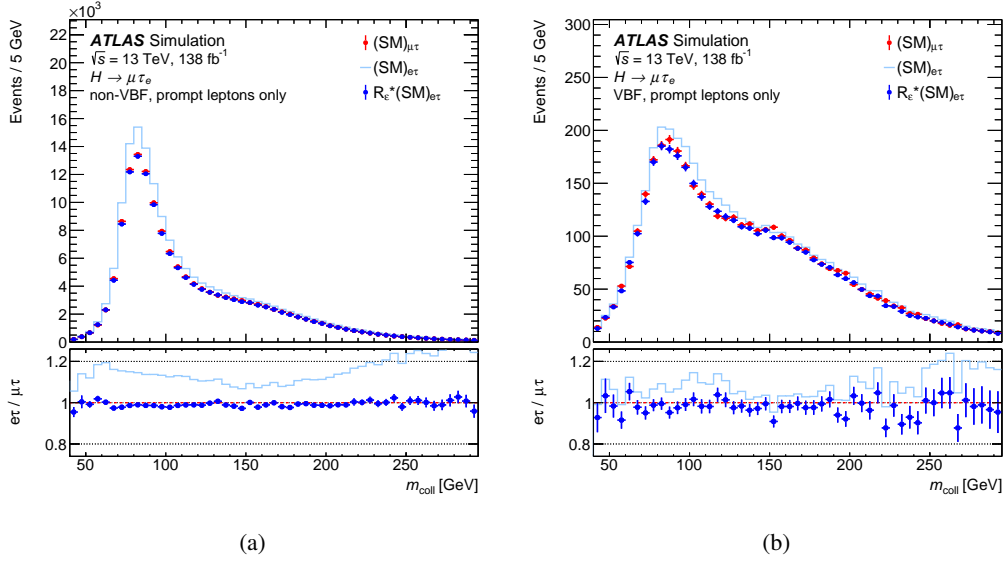 ×10³
22
20
18
16
14
12
10
8
6
4
2
0
Events / 5 GeV
ATLAS Simulation
√s = 13 TeV, 138 fb⁻¹
H → μτₑ
non-VBF, prompt leptons only
(SM)μτ
(SM)eτ
Rε*(SM)eτ
1.2
1
0.8
eτ / μτ
50 100 150 200 250
m_coll [GeV]
(a)
300
250
200
150
100
50
0
Events / 5 GeV
ATLAS Simulation
√s = 13 TeV, 138 fb⁻¹
H → μτₑ
VBF, prompt leptons only
(SM)μτ
(SM)eτ
Rε*(SM)eτ
1.2
1
0.8
eτ / μτ
50 100 150 200 250
m_coll [GeV]
(b)